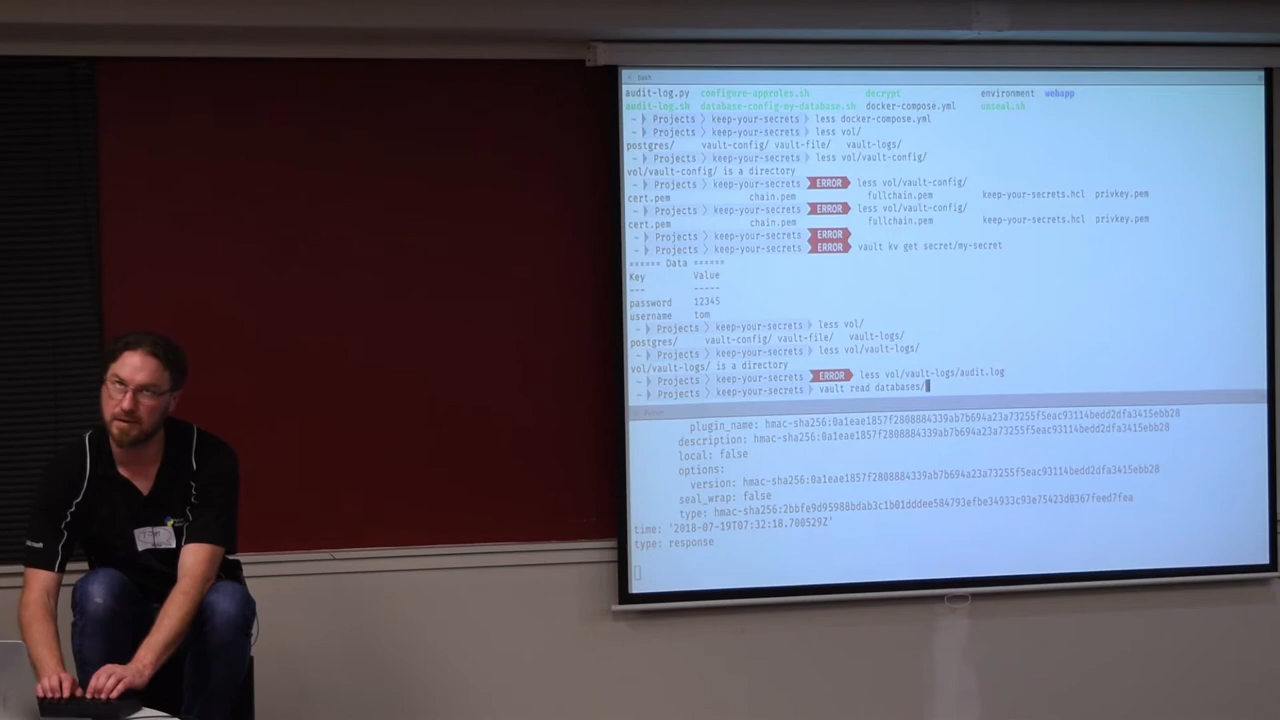 bash
audit-log.py configure-approles.sh decrypt environment webapp
audit-log.sh database-config-my-database.sh docker-compose.yml unseal.sh
~ Projects keep-your-secrets less docker-compose.yml
~ Projects keep-your-secrets less vol/
postgres/ vault-config/ vault-file/ vault-logs/
~ Projects keep-your-secrets less vol/vault-config/
vol/vault-config/ is a directory
~ Projects keep-your-secrets ERROR less vol/vault-config/
cert.pem chain.pem fullchain.pem keep-your-secrets.hcl privkey.pem
~ Projects keep-your-secrets ERROR less vol/vault-config/
cert.pem chain.pem fullchain.pem keep-your-secrets.hcl privkey.pem
~ Projects keep-your-secrets ERROR
~ Projects keep-your-secrets ERROR vault kv get secret/my-secret
====== Data ======
Key Value
--- -----
password 12345
username tom
~ Projects keep-your-secrets less vol/
postgres/ vault-config/ vault-file/ vault-logs/
~ Projects keep-your-secrets less vol/vault-logs/
vol/vault-logs/ is a directory
~ Projects keep-your-secrets ERROR less vol/vault-logs/audit.log
~ Projects keep-your-secrets vault read databases/
Python
plugin_name: hmac-sha256:0a1eae1857f2808884339ab7b694a23a73255f5eac93114bedd2dfa3415ebb28
description: hmac-sha256:0a1eae1857f2808884339ab7b694a23a73255f5eac93114bedd2dfa3415ebb28
local: false
options:
version: hmac-sha256:0a1eae1857f2808884339ab7b694a23a73255f5eac93114bedd2dfa3415ebb28
seal_wrap: false
type: hmac-sha256:2bbfe9d95988bdab3c1b01dddee584793efbe34933c93e75423d0367feed7fea
time: '2018-07-19T07:32:18.700529Z'
type: response